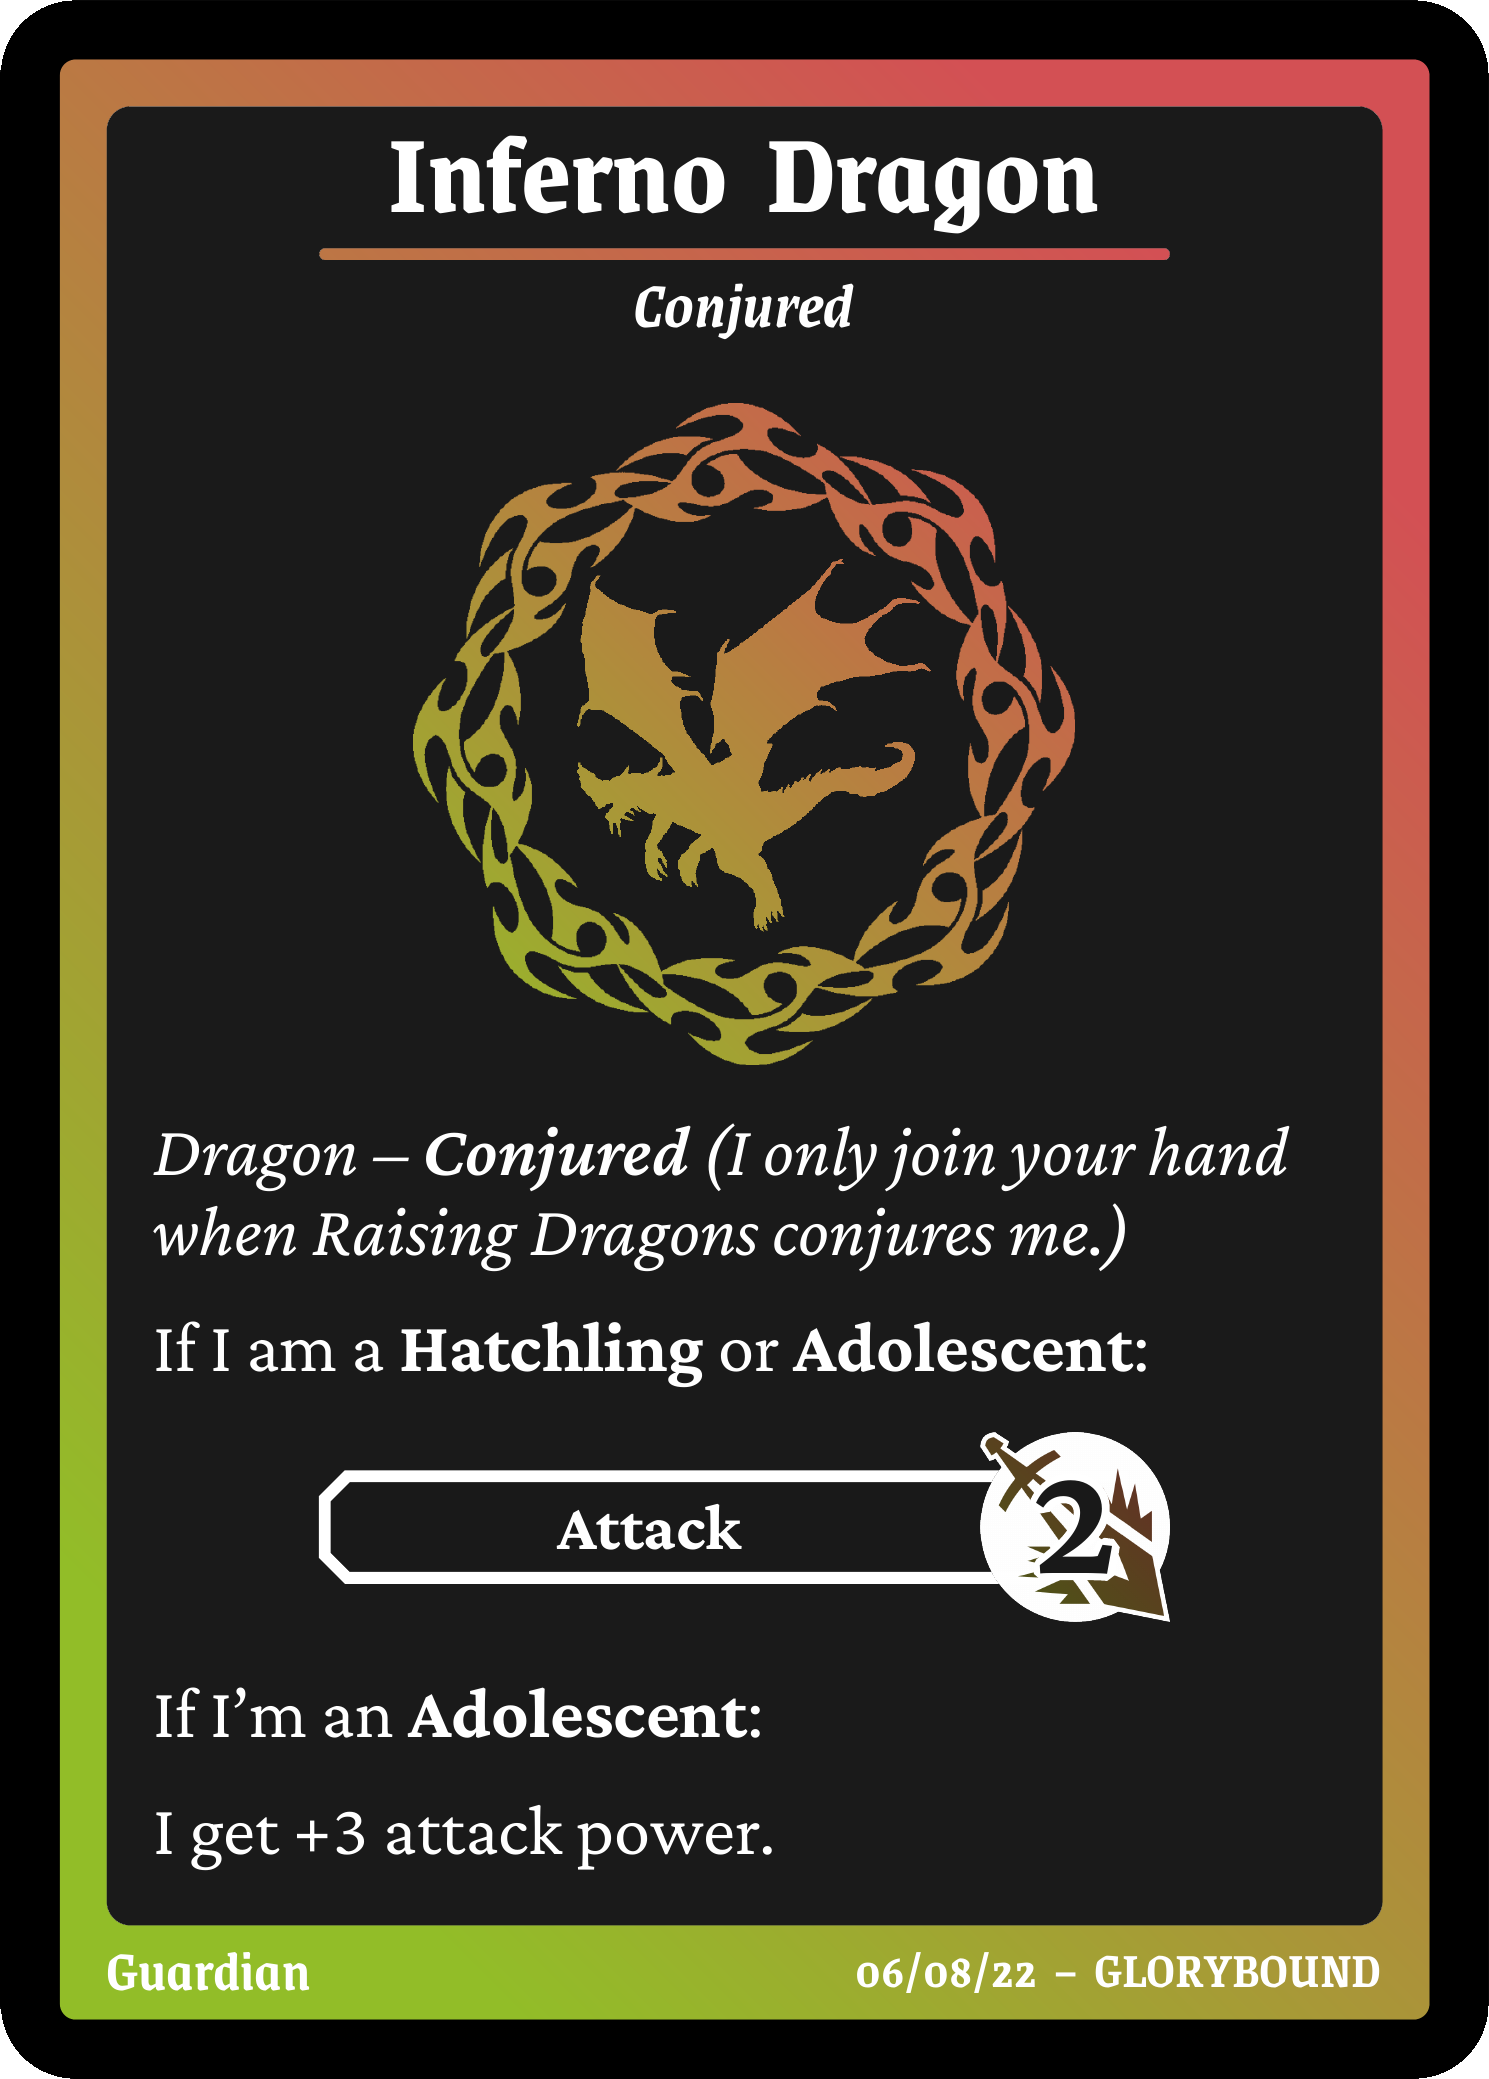 Inferno Dragon
Conjured
Dragon – Conjured (I only join your hand
when Raising Dragons conjures me.)
If I am a Hatchling or Adolescent:
Attack 2
If I’m an Adolescent:
I get +3 attack power.
Guardian 06/08/22 – GLORYBOUND